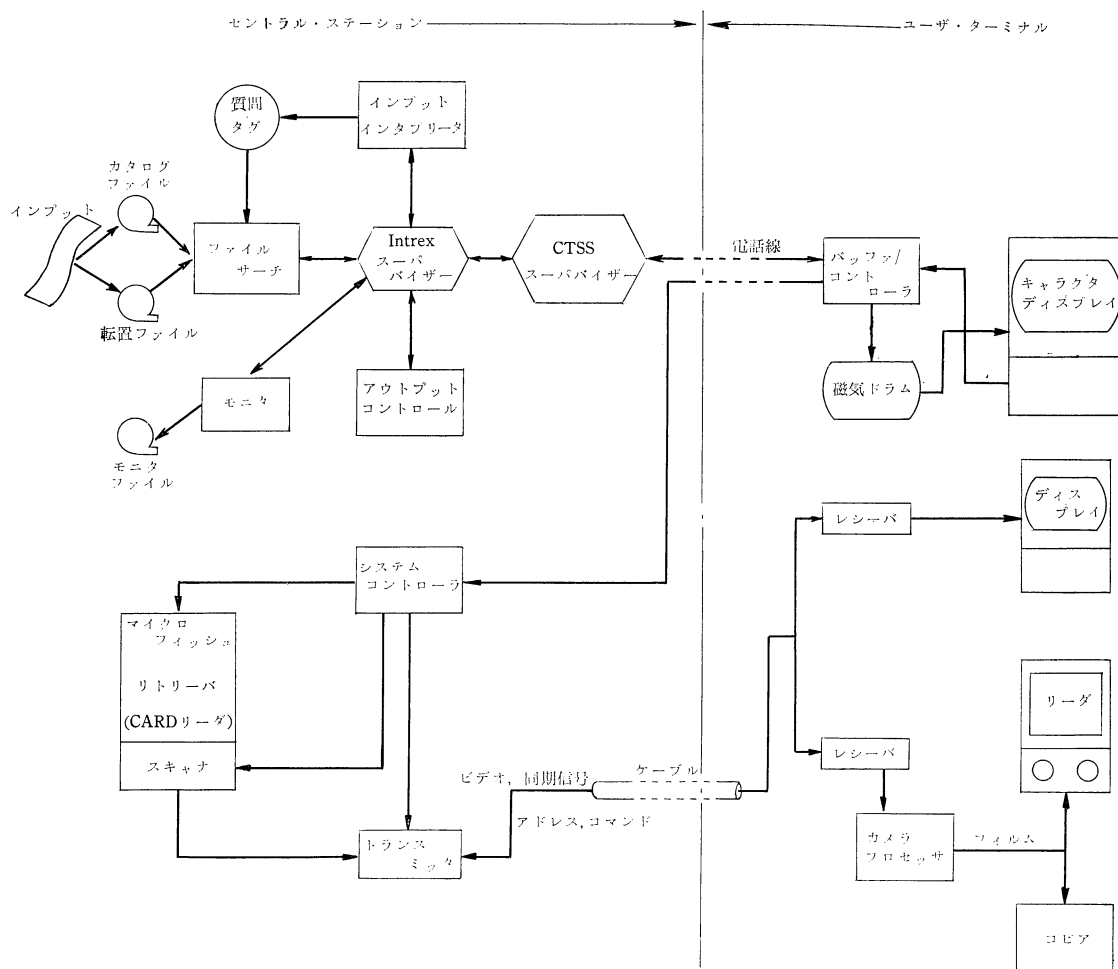 セントラル・ステーション
ユーザ・ターミナル
質問
タグ
インプット
インタプリータ
カタログ
ファイル
インプット
ファイル
サーチ
Intrex
スーパ
バイザー
CTSS
スーパバイザー
電話線
バッファ/
コント
ローラ
キャラクタ
ディスプレイ
転置ファイル
モニタ
アウトプット
コントロール
磁気ドラム
モニタ
ファイル
レシーバ
ディス
プレイ
システム
コントローラ
マイクロ
フィッシュ
リトリーバ
(CARDリーダ)
スキャナ
リーダ
レシーバ
ケーブル
ビデオ, 同期信号
アドレス,コマンド
トランス
ミッタ
カメラ
プロセッサ
フィルム
コピア